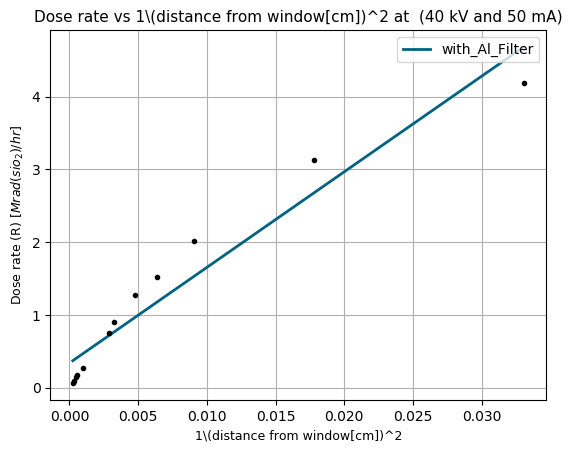 Dose rate vs 1\(distance from window[cm])^2 at  (40 kV and 50 mA)
with_Al_Filter
Dose rate (R) [Mrad(sio₂)/hr]
4
3
2
1
0
0.000 0.005 0.010 0.015 0.020 0.025 0.030
1\(distance from window[cm])^2